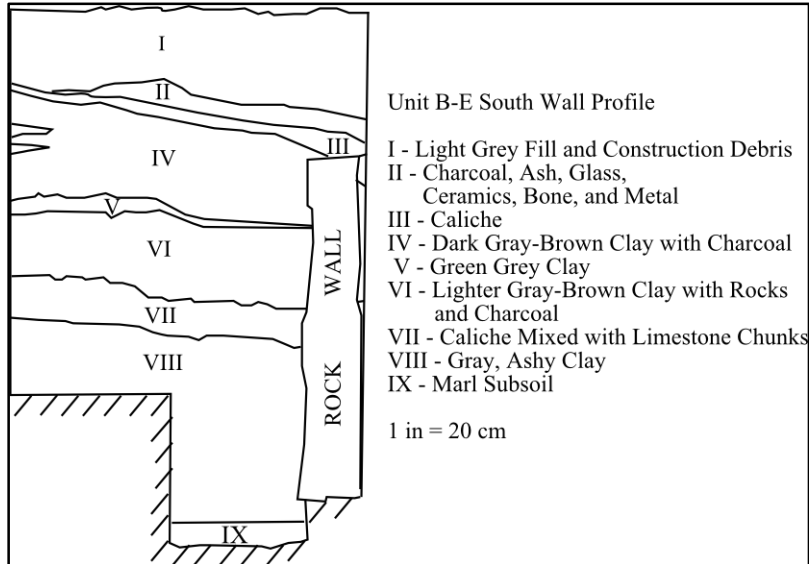 I
II
III
IV
V
VI
VII
VIII
IX
ROCK WALL
Unit B-E South Wall Profile
I - Light Grey Fill and Construction Debris
II - Charcoal, Ash, Glass,
Ceramics, Bone, and Metal
III - Caliche
IV - Dark Gray-Brown Clay with Charcoal
V - Green Grey Clay
VI - Lighter Gray-Brown Clay with Rocks
and Charcoal
VII - Caliche Mixed with Limestone Chunks
VIII - Gray, Ashy Clay
IX - Marl Subsoil
1 in = 20 cm